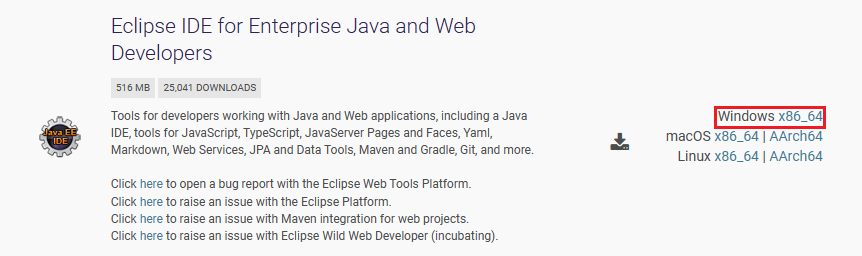 Eclipse IDE for Enterprise Java and Web
Developers
516 MB 25,041 DOWNLOADS
Tools for developers working with Java and Web applications, including a Java
IDE, tools for JavaScript, TypeScript, JavaServer Pages and Faces, Yaml,
Markdown, Web Services, JPA and Data Tools, Maven and Gradle, Git, and more.
Java EE
IDE
Windows x86_64
macOS x86_64 | AArch64
Linux x86_64 | AArch64
Click here to open a bug report with the Eclipse Web Tools Platform.
Click here to raise an issue with the Eclipse Platform.
Click here to raise an issue with Maven integration for web projects.
Click here to raise an issue with Eclipse Wild Web Developer (incubating).